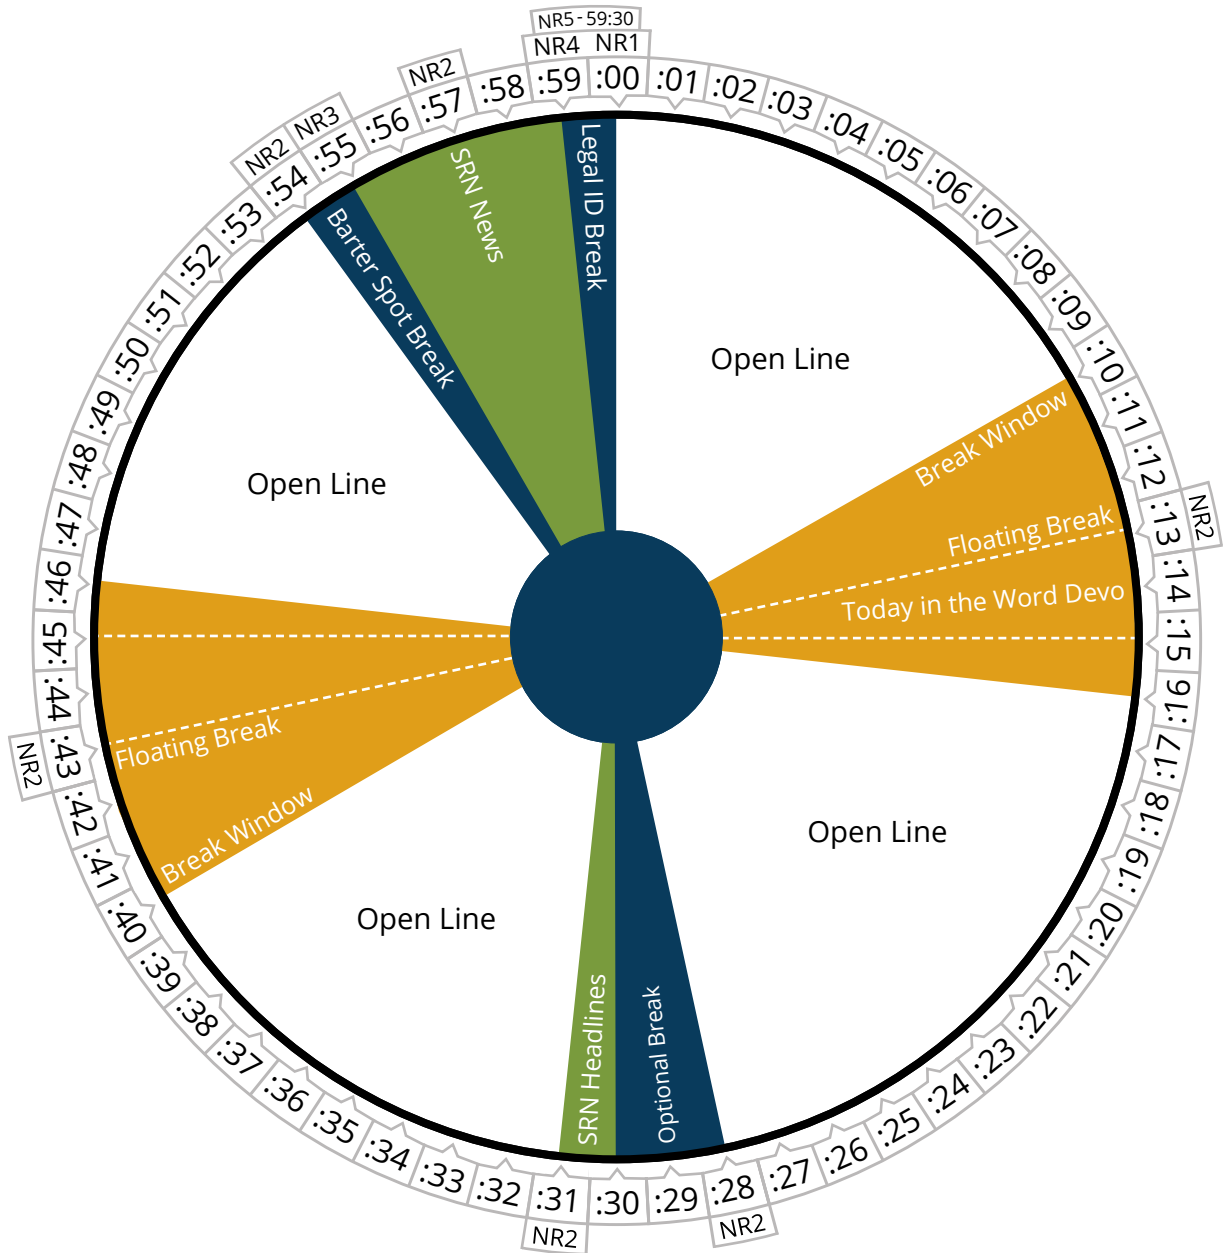 NR5 - 59:30
NR4 NR1
:00
:01
:02
:03
:04
:05
:06
:07
:08
:09
:10
:11
:12
:13
NR2
:14
:15
:16
:17
:18
:19
:20
:21
:22
:23
:24
:25
:26
:27
:28
NR2
:29
:30
:31
NR2
:32
:33
:34
:35
:36
:37
:38
:39
:40
:41
:42
:43
NR2
:44
:45
:46
:47
:48
:49
:50
:51
:52
:53
:54
NR2
:55
NR3
:56
:57
NR2
:58
:59
Legal ID Break
Open Line
Break Window
Floating Break
Today in the Word Devo
Open Line
Optional Break
SRN Headlines
Open Line
Break Window
Floating Break
Open Line
Barter Spot Break
SRN News